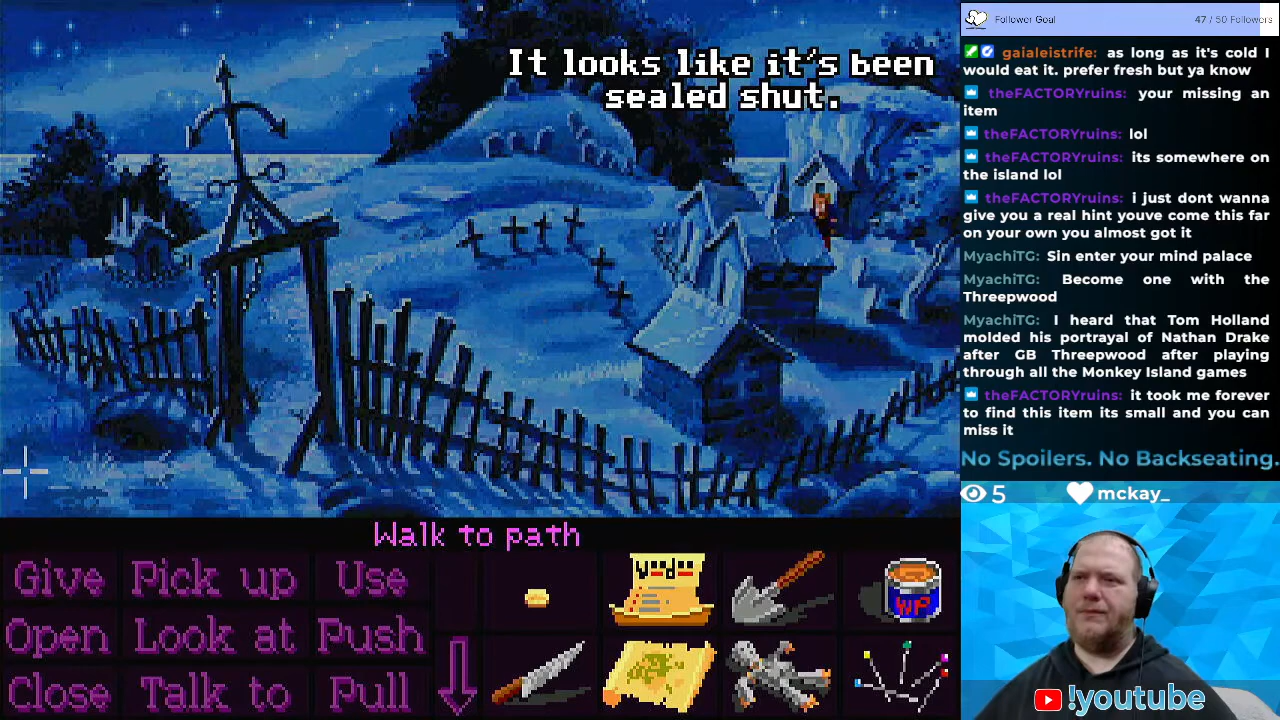 It looks like it's been
sealed shut.
Walk to path
Give Pick up Use
Open Look at Push
Close Talk to Pull
WP
Follower Goal 47 / 50 Followers
gaialeistrife: as long as it's cold I
would eat it. prefer fresh but ya know
theFACTORYruins: your missing an
item
theFACTORYruins: lol
theFACTORYruins: its somewhere on
the island lol
theFACTORYruins: i just dont wanna
give you a real hint youve come this far
on your own you almost got it
MyachiTG: Sin enter your mind palace
MyachiTG: Become one with the
Threepwood
MyachiTG: I heard that Tom Holland
molded his portrayal of Nathan Drake
after GB Threepwood after playing
through all the Monkey Island games
theFACTORYruins: it took me forever
to find this item its small and you can
miss it
No Spoilers. No Backseating.
5 mckay_
!youtube